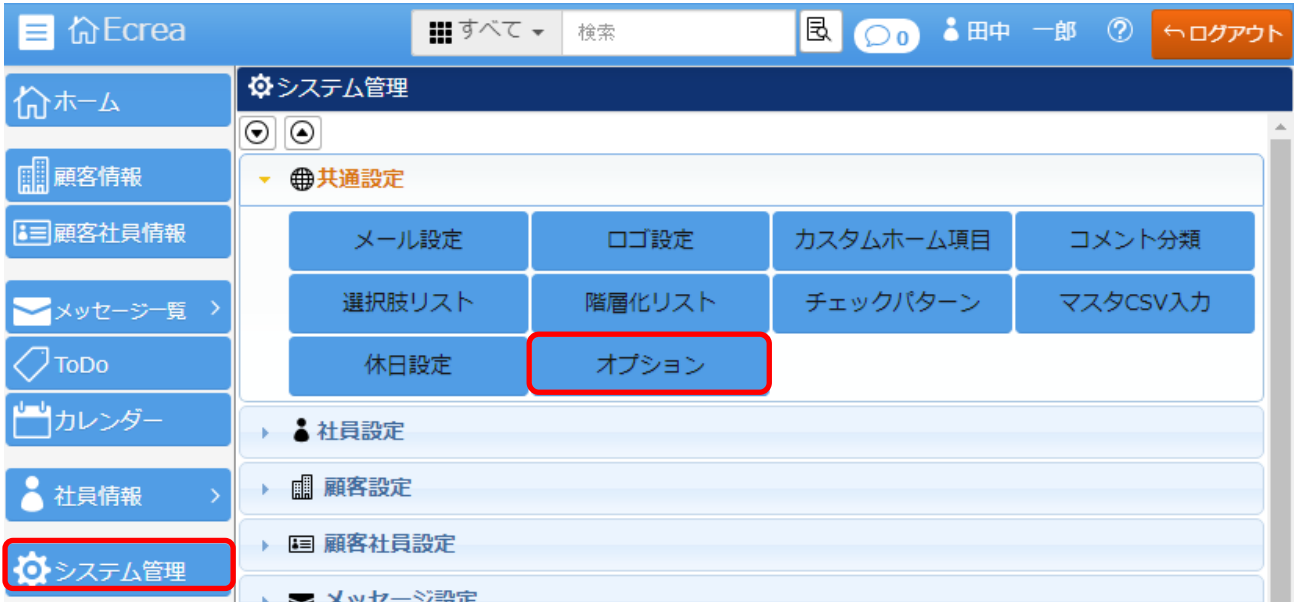 Ecrea
すべて
検索
0
田中 一郎
ログアウト
ホーム
顧客情報
顧客社員情報
メッセージ一覧
ToDo
カレンダー
社員情報
システム管理
システム管理
共通設定
メール設定
ロゴ設定
カスタムホーム項目
コメント分類
選択肢リスト
階層化リスト
チェックパターン
マスタCSV入力
休日設定
オプション
社員設定
顧客設定
顧客社員設定
メッセージ設定